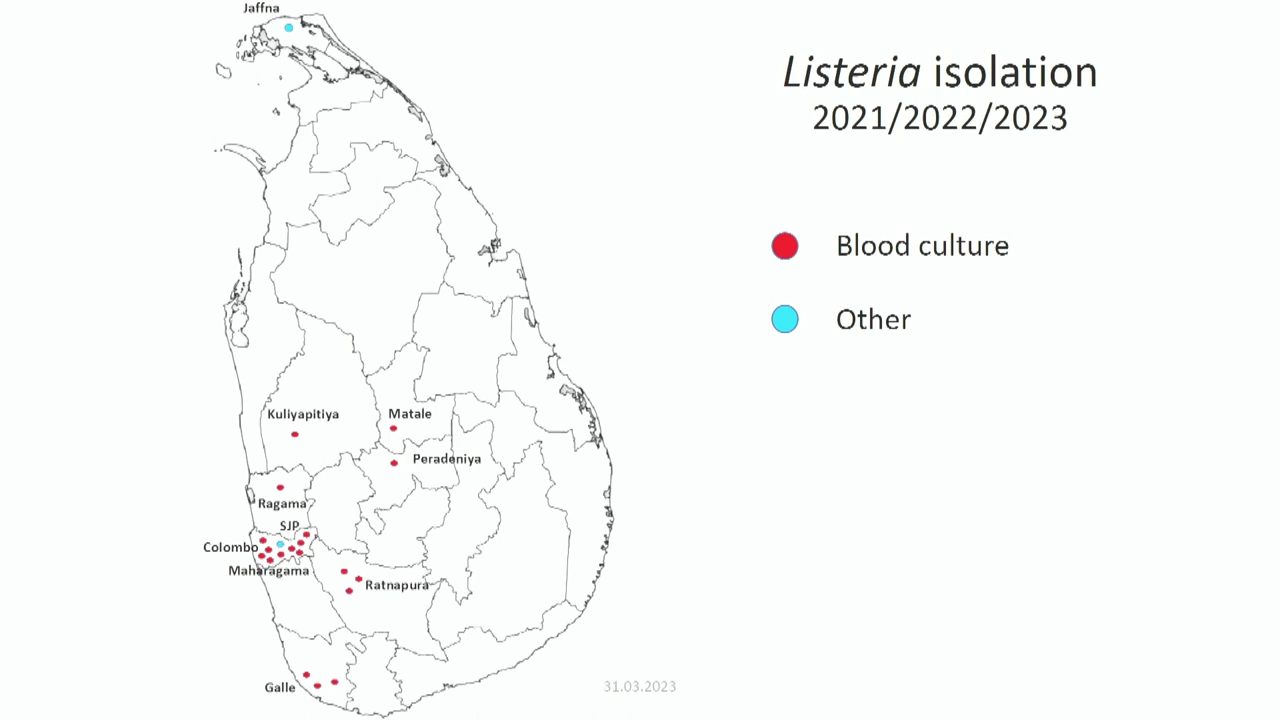 Jaffna
Listeria isolation
2021/2022/2023
Blood culture
Other
Kuliyapitiya
Matale
Peradeniya
Ragama
SJP
Colombo
Maharagama
Ratnapura
Galle
31.03.2023